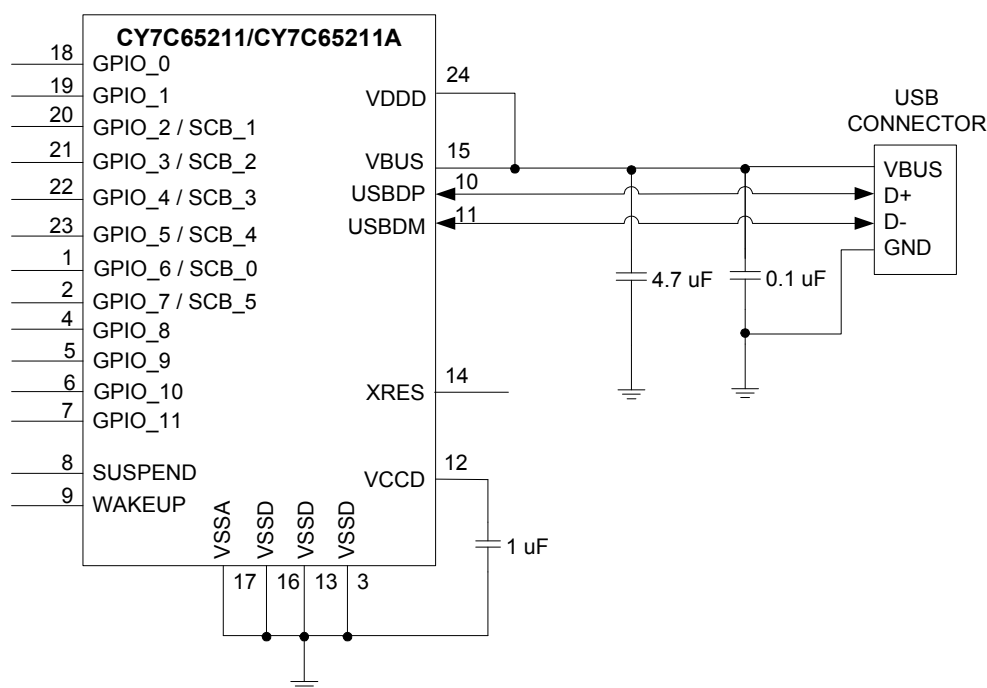 CY7C65211/CY7C65211A
18 GPIO_0
19 GPIO_1
20 GPIO_2 / SCB_1
21 GPIO_3 / SCB_2
22 GPIO_4 / SCB_3
23 GPIO_5 / SCB_4
1 GPIO_6 / SCB_0
2 GPIO_7 / SCB_5
4 GPIO_8
5 GPIO_9
6 GPIO_10
7 GPIO_11
8 SUSPEND
9 WAKEUP
VDDD 24
VBUS 15
USBDP 10
USBDM 11
XRES 14
VCCD 12
VSSA
VSSD
VSSD
VSSD
17
16
13
3
1 uF
4.7 uF
0.1 uF
USB
CONNECTOR
VBUS
D+
D-
GND